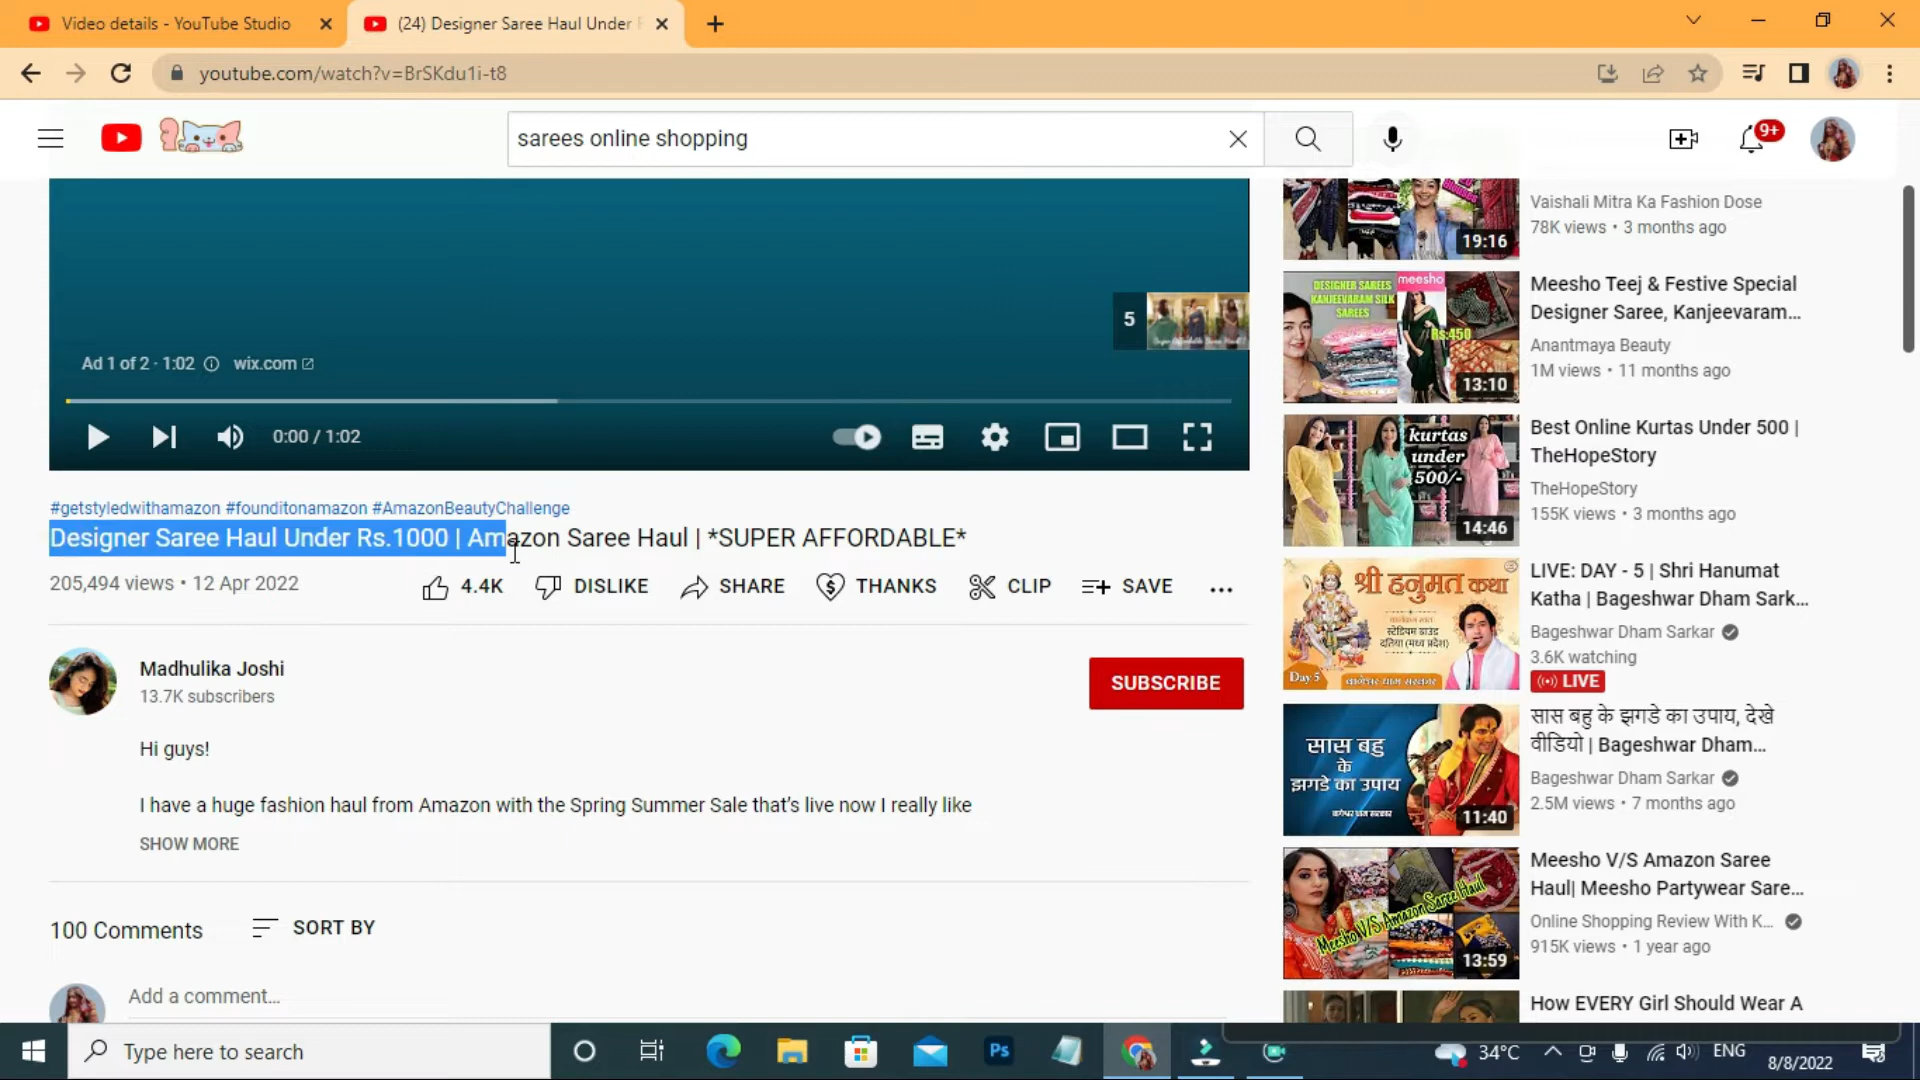 Video details - YouTube Studio
(24) Designer Saree Haul Under
youtube.com/watch?v=BrSKdu1i-t8
sarees online shopping
9+
Ad 1 of 2 · 1:02
wix.com
5
0:00 / 1:02
#getstyledwithamazon #founditonamazon #AmazonBeautyChallenge
Designer Saree Haul Under Rs.1000 | Amazon Saree Haul | *SUPER AFFORDABLE*
205,494 views • 12 Apr 2022
4.4K
DISLIKE
SHARE
THANKS
CLIP
SAVE
Madhulika Joshi
13.7K subscribers
SUBSCRIBE
Hi guys!
I have a huge fashion haul from Amazon with the Spring Summer Sale that's live now I really like
SHOW MORE
100 Comments
SORT BY
Add a comment...
19:16
Vaishali Mitra Ka Fashion Dose
78K views • 3 months ago
DESIGNER SAREES
KANJEEVARAM SILK
SAREES
meesho
Rs:450
13:10
Meesho Teej & Festive Special
Designer Saree, Kanjeevaram...
Anantmaya Beauty
1M views • 11 months ago
kurtas
under
500/-
14:46
Best Online Kurtas Under 500 |
TheHopeStory
TheHopeStory
155K views • 3 months ago
श्री हनुमत कथा
Day 5
बागेश्वर धाम सरकार
LIVE: DAY - 5 | Shri Hanumat
Katha | Bageshwar Dham Sark...
Bageshwar Dham Sarkar
3.6K watching
LIVE
सास बहु
के
झगडे का उपाय
बागेश्वर धाम सरकार
11:40
सास बहु के झगडे का उपाय, देखे
वीडियो | Bageshwar Dham...
Bageshwar Dham Sarkar
2.5M views • 7 months ago
Meesho V/S Amazon Saree Haul
13:59
Meesho V/S Amazon Saree
Haul| Meesho Partywear Sare...
Online Shopping Review With K...
915K views • 1 year ago
How EVERY Girl Should Wear A
Type here to search
Ps
34°C
ENG
8/8/2022